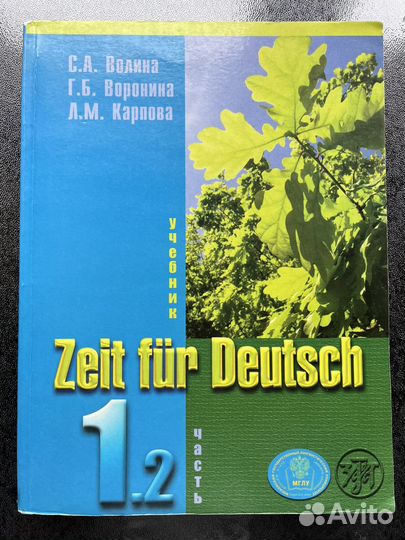 С.А. Волина
Г.Б. Воронина
Л.М. Карпова
учебник
Zeit für Deutsch
1.2
часть
МГЛУ
Avito